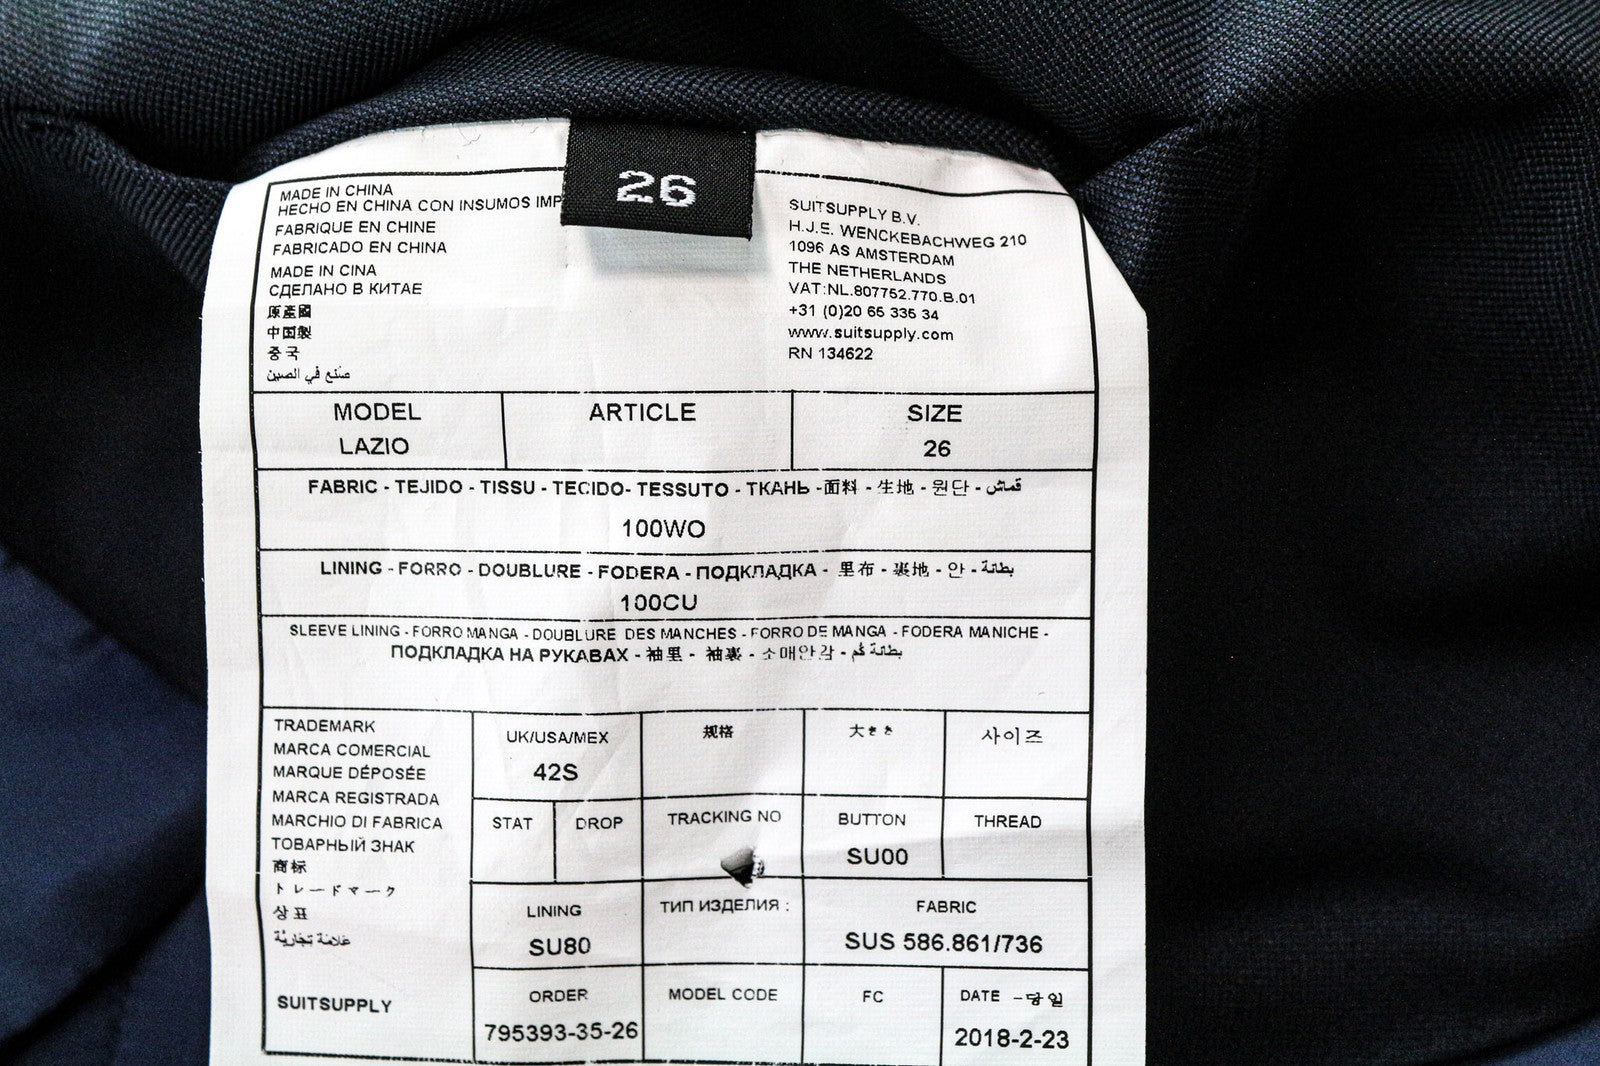 26
MADE IN CHINA
HECHO EN CHINA CON INSUMOS IMP
FABRIQUE EN CHINE
FABRICADO EN CHINA
MADE IN CINA
СДЕЛАНО В КИТАЕ
原産國
中国製
중국
صنع في الصين
SUITSUPPLY B.V.
H.J.E. WENCKEBACHWEG 210
1096 AS AMSTERDAM
THE NETHERLANDS
VAT:NL.807752.770.B.01
+31 (0)20 65 335 34
www.suitsupply.com
RN 134622
MODEL
LAZIO
ARTICLE
SIZE
26
FABRIC - TEJIDO - TISSU - TECIDO- TESSUTO - ТКАНЬ -面料 - 生地 - 원단 - قماش
100WO
LINING - FORRO - DOUBLURE - FODERA - ПОДКЛАДКА - 里布 - 裏地 - 안 - بطانة
100CU
SLEEVE LINING - FORRO MANGA - DOUBLURE DES MANCHES - FORRO DE MANGA - FODERA MANICHE -
ПОДКЛАДКА НА РУКАВАХ - 袖里 - 袖裏 - 소매안감 - بطانة كم
TRADEMARK
MARCA COMERCIAL
MARQUE DÉPOSÉE
MARCA REGISTRADA
MARCHIO DI FABRICA
ТОВАРНЫЙ ЗНАК
商标
トレードマーク
상표
علامة تجارية
SUITSUPPLY
UK/USA/MEX
42S
规格
大きさ
사이즈
STAT
DROP
TRACKING NO
BUTTON
SU00
THREAD
LINING
SU80
ТИП ИЗДЕЛИЯ :
FABRIC
SUS 586.861/736
ORDER
795393-35-26
MODEL CODE
FC
DATE -당일
2018-2-23